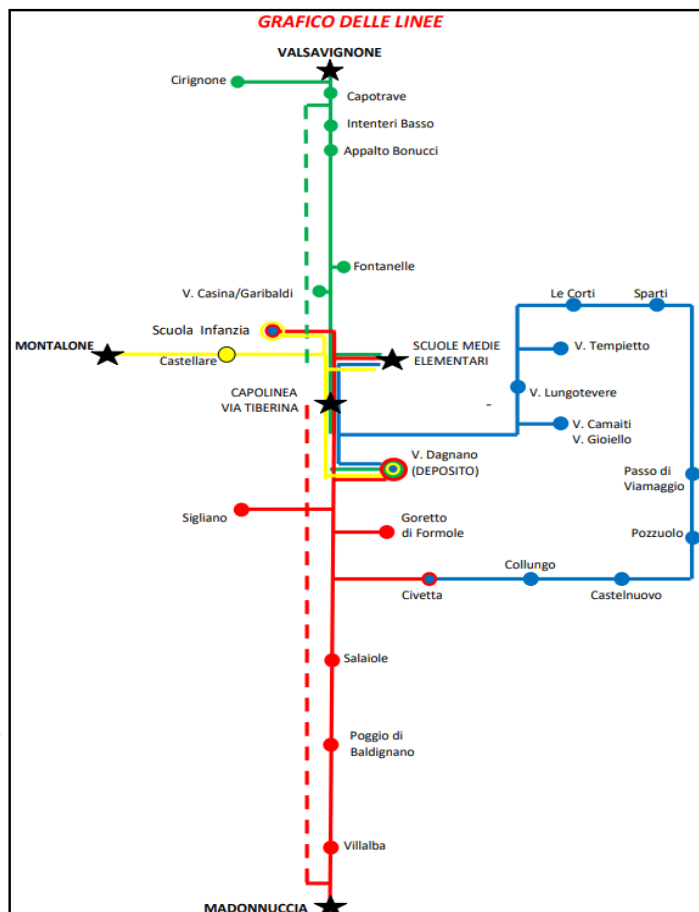 GRAFICO DELLE LINEE
VALSAVIGNONE
Cirignone
Capotrave
Intenteri Basso
Appalto Bonucci
Fontanelle
V. Casina/Garibaldi
Le Corti
Sparti
Scuola Infanzia
MONTALONE
Castellare
SCUOLE MEDIE
ELEMENTARI
V. Tempietto
CAPOLINEA
VIA TIBERINA
-
V. Lungotevere
V. Camaiti
V. Gioiello
V. Dagnano
(DEPOSITO)
Passo di
Viamaggio
Sigliano
Goretto
di Formole
Pozzuolo
Collungo
Civetta
Castelnuovo
Salaiole
Poggio di
Baldignano
Villalba
MADONNUCCIA